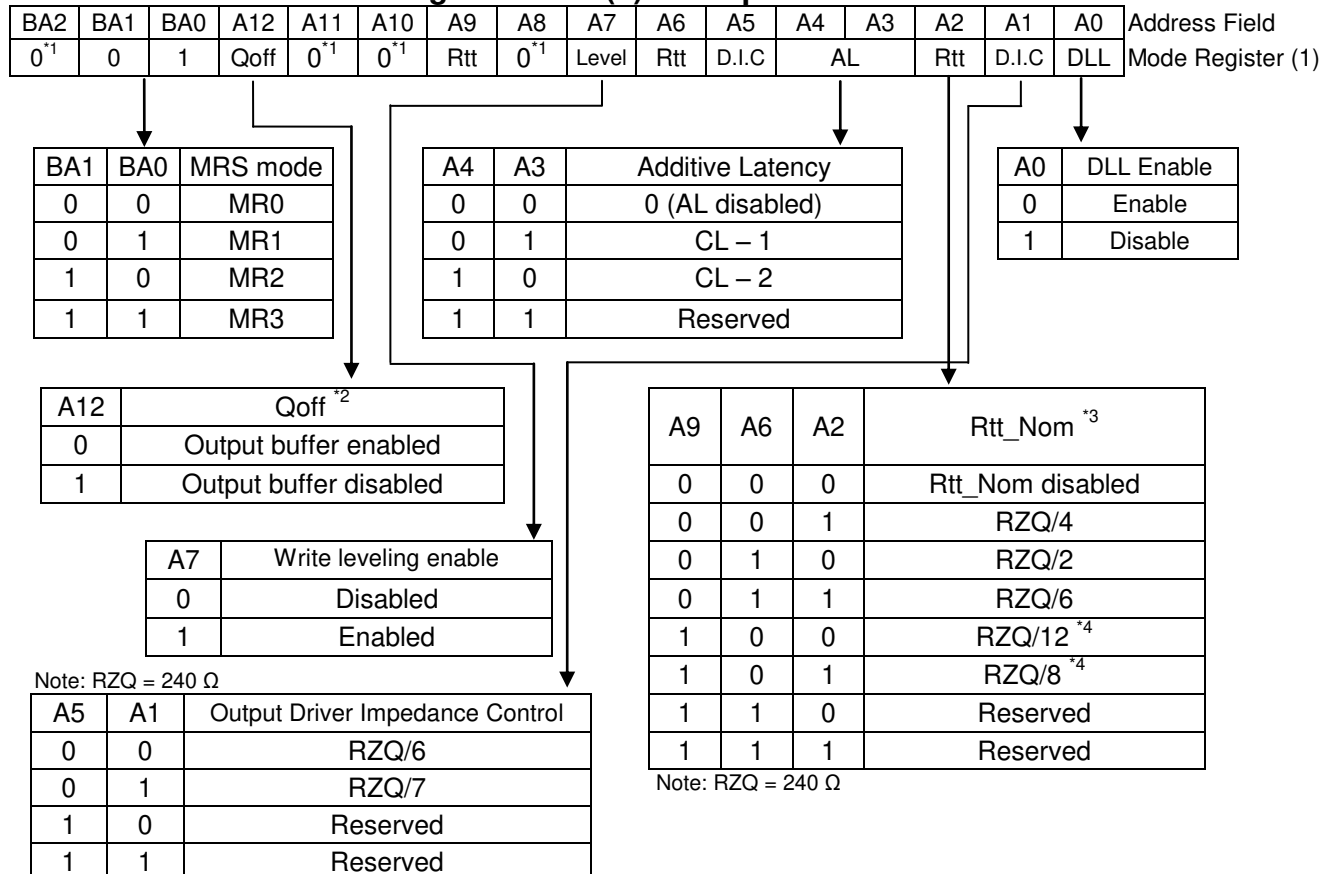 BA2 BA1 BA0 A12 A11 A10 A9 A8 A7 A6 A5 A4 A3 A2 A1 A0 Address Field
0*1 0 1 Qoff 0*1 0*1 Rtt 0*1 Level Rtt D.I.C AL Rtt D.I.C DLL Mode Register (1)
BA1 BA0 MRS mode
0 0 MR0
0 1 MR1
1 0 MR2
1 1 MR3
A4 A3 Additive Latency
0 0 0 (AL disabled)
0 1 CL – 1
1 0 CL – 2
1 1 Reserved
A0 DLL Enable
0 Enable
1 Disable
A12 Qoff *2
0 Output buffer enabled
1 Output buffer disabled
A9 A6 A2 Rtt_Nom *3
0 0 0 Rtt_Nom disabled
0 0 1 RZQ/4
0 1 0 RZQ/2
0 1 1 RZQ/6
1 0 0 RZQ/12 *4
1 0 1 RZQ/8 *4
1 1 0 Reserved
1 1 1 Reserved
Note: RZQ = 240 Ω
A7 Write leveling enable
0 Disabled
1 Enabled
Note: RZQ = 240 Ω
A5 A1 Output Driver Impedance Control
0 0 RZQ/6
0 1 RZQ/7
1 0 Reserved
1 1 Reserved